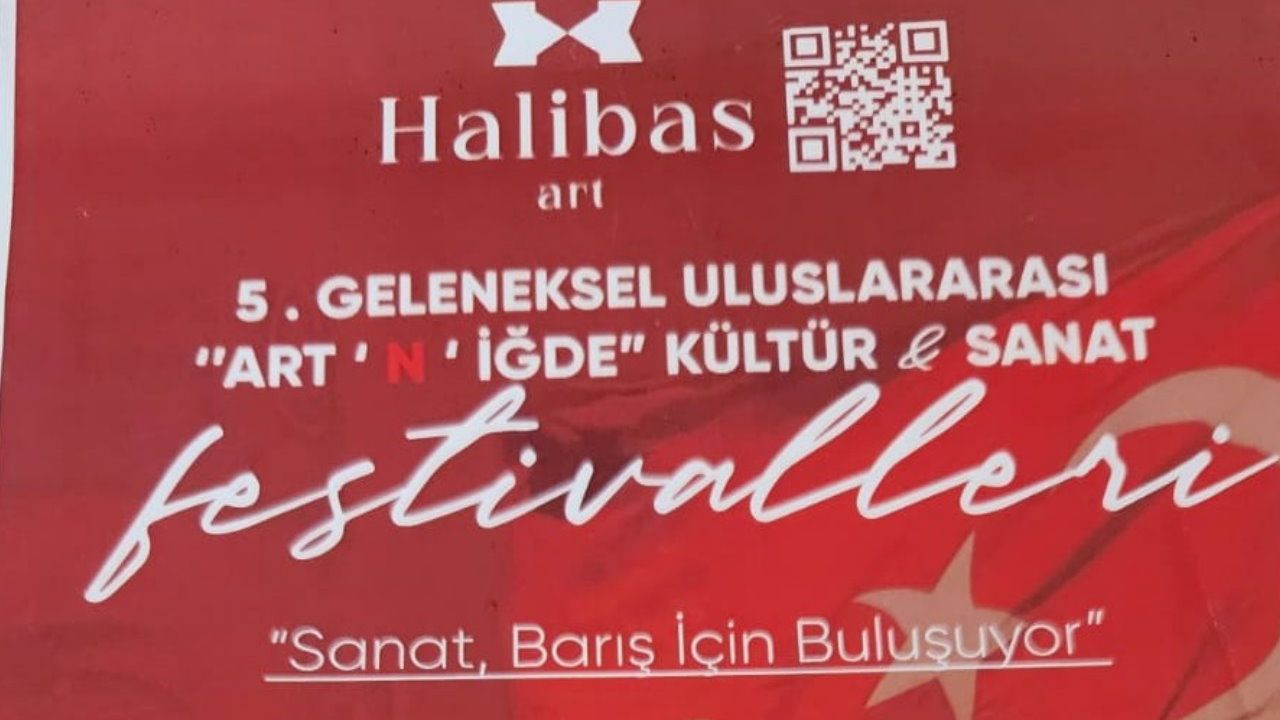 Halibas
art
5 . GELENEKSEL ULUSLARARASI
"ART ' N ' İĞDE" KÜLTÜR & SANAT
festivalleri
"Sanat, Barış İçin Buluşuyor"